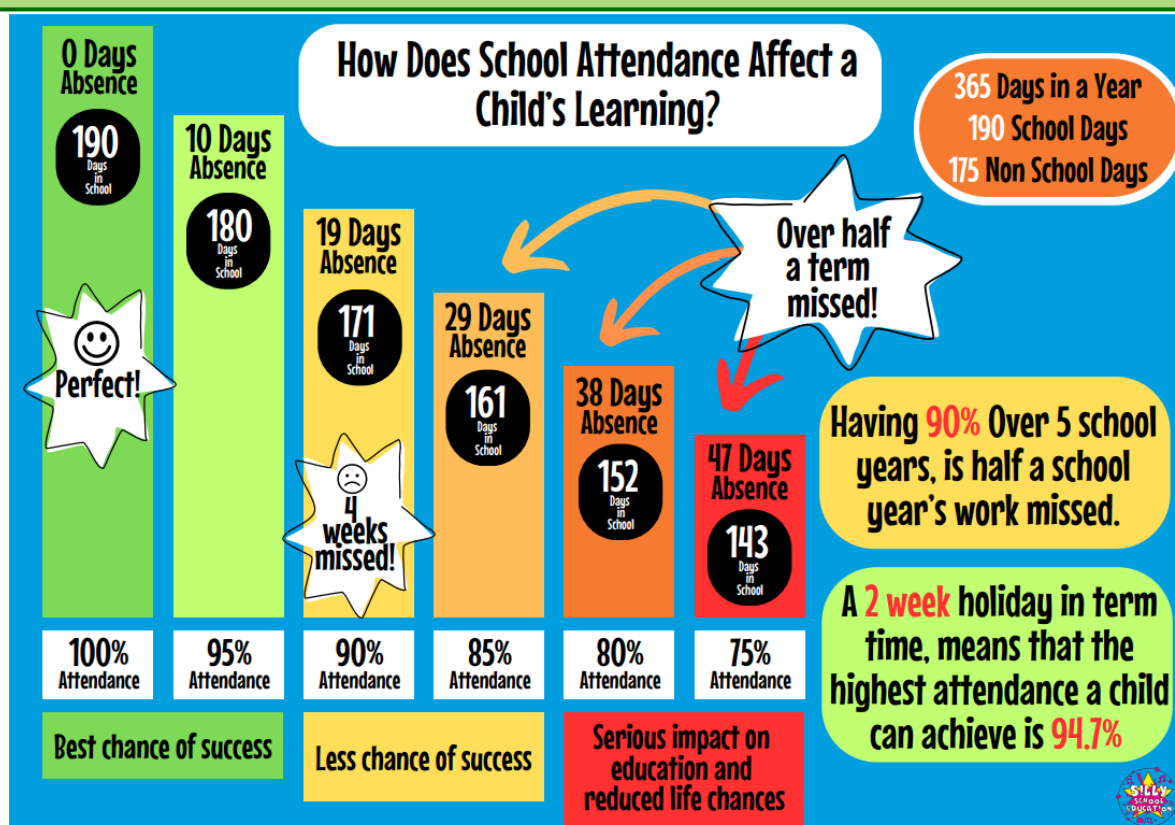 How Does School Attendance Affect a
Child's Learning?
365 Days in a Year
190 School Days
175 Non School Days
0 Days
Absence
190
Days
in
School
Perfect!
10 Days
Absence
180
Days
in
School
19 Days
Absence
171
Days
in
School
4
weeks
missed!
29 Days
Absence
161
Days
in
School
38 Days
Absence
152
Days
in
School
47 Days
Absence
143
Days
in
School
Over half
a term
missed!
Having 90% Over 5 school
years, is half a school
year's work missed.
A 2 week holiday in term
time, means that the
highest attendance a child
can achieve is 94.7%
100%
Attendance
95%
Attendance
90%
Attendance
85%
Attendance
80%
Attendance
75%
Attendance
Best chance of success
Less chance of success
Serious impact on
education and
reduced life chances
SILLY
SCHOOL
EDUCATION